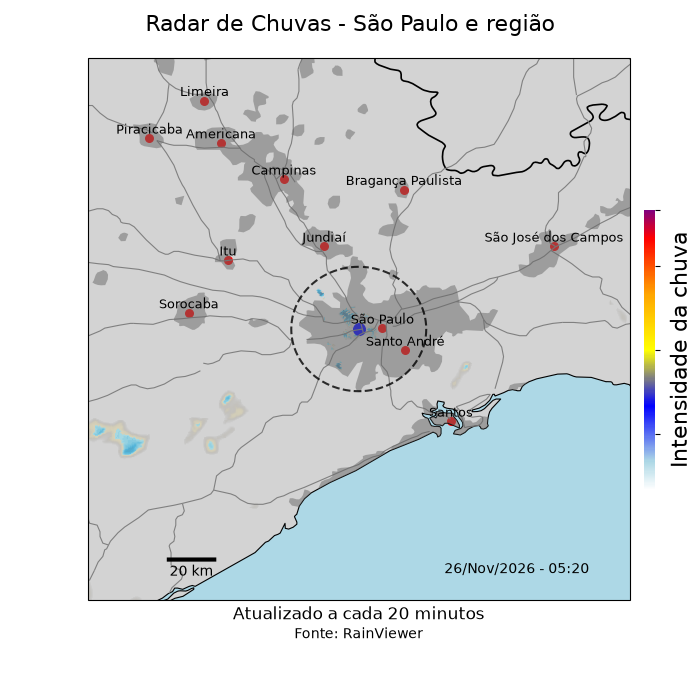 Radar de Chuvas - São Paulo e região
Limeira
Piracicaba
Americana
Campinas
Bragança Paulista
Jundiaí
São José dos Campos
Itu
Sorocaba
São Paulo
Santo André
Santos
Intensidade da chuva
20 km
26/Nov/2026 - 05:20
Atualizado a cada 20 minutos
Fonte: RainViewer